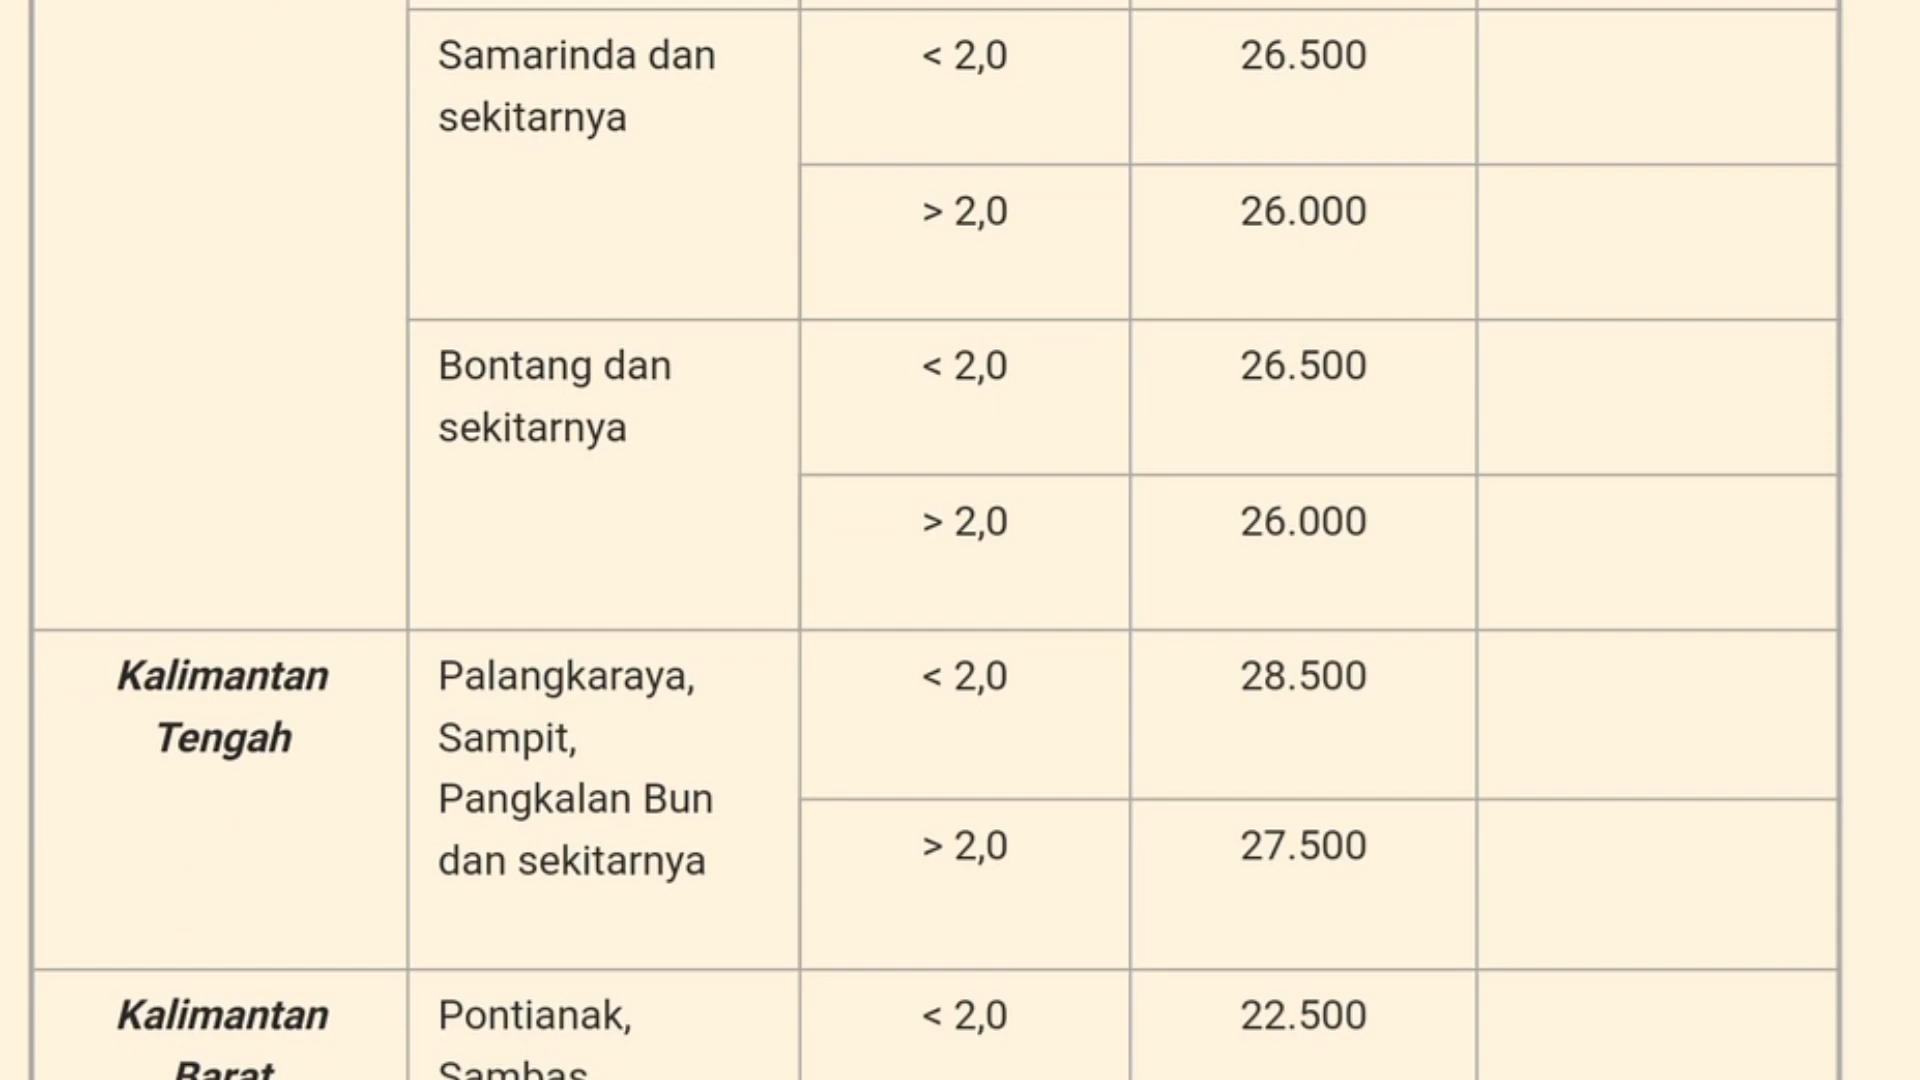 Samarinda dan
sekitarnya
< 2,0
26.500
> 2,0
26.000
Bontang dan
sekitarnya
< 2,0
26.500
> 2,0
26.000
Kalimantan
Tengah
Palangkaraya,
Sampit,
Pangkalan Bun
dan sekitarnya
< 2,0
28.500
> 2,0
27.500
Kalimantan
Barat
Pontianak,
Sambas
< 2,0
22.500